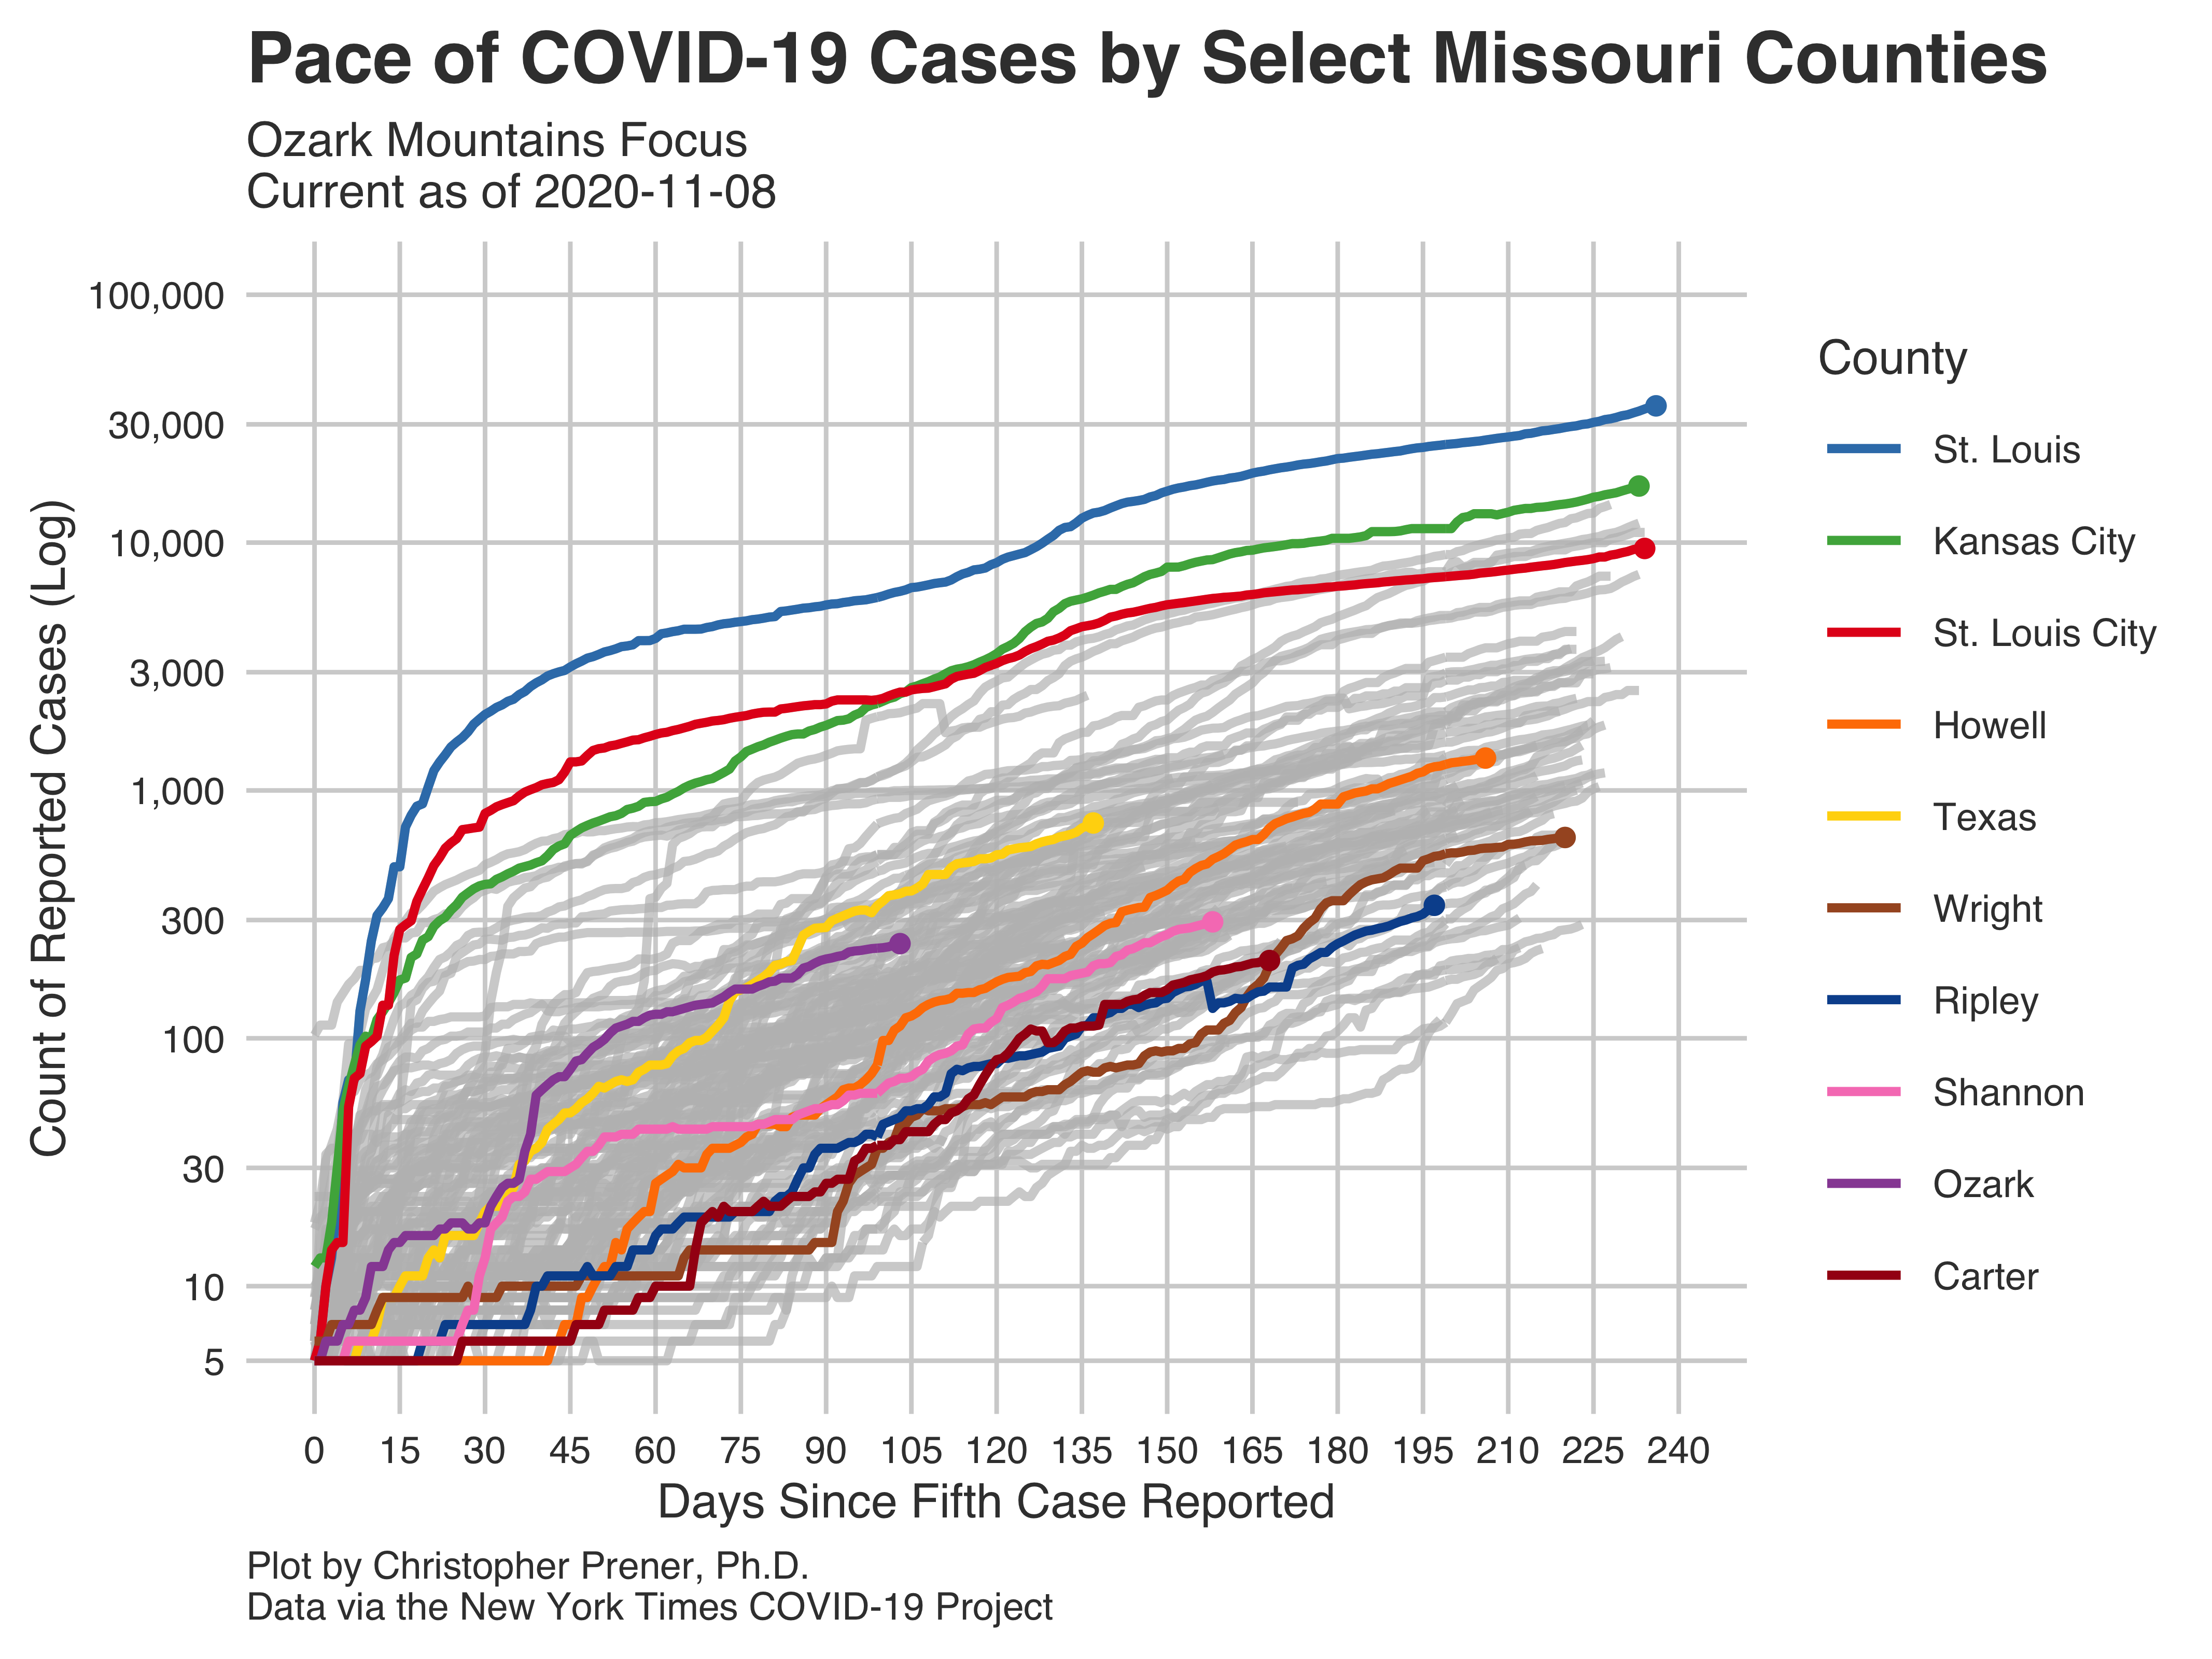 Pace of COVID-19 Cases by Select Missouri Counties
Ozark Mountains Focus
Current as of 2020-11-08
Count of Reported Cases (Log)
100,000
30,000
10,000
3,000
1,000
300
100
30
10
5
0 15 30 45 60 75 90 105 120 135 150 165 180 195 210 225 240
Days Since Fifth Case Reported
County
St. Louis
Kansas City
St. Louis City
Howell
Texas
Wright
Ripley
Shannon
Ozark
Carter
Plot by Christopher Prener, Ph.D.
Data via the New York Times COVID-19 Project